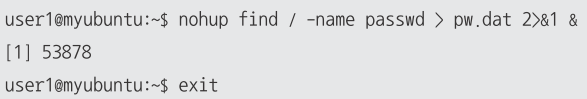 user1@myubuntu:~$ nohup find / -name passwd > pw.dat 2>&1 &
[1] 53878
user1@myubuntu:~$ exit